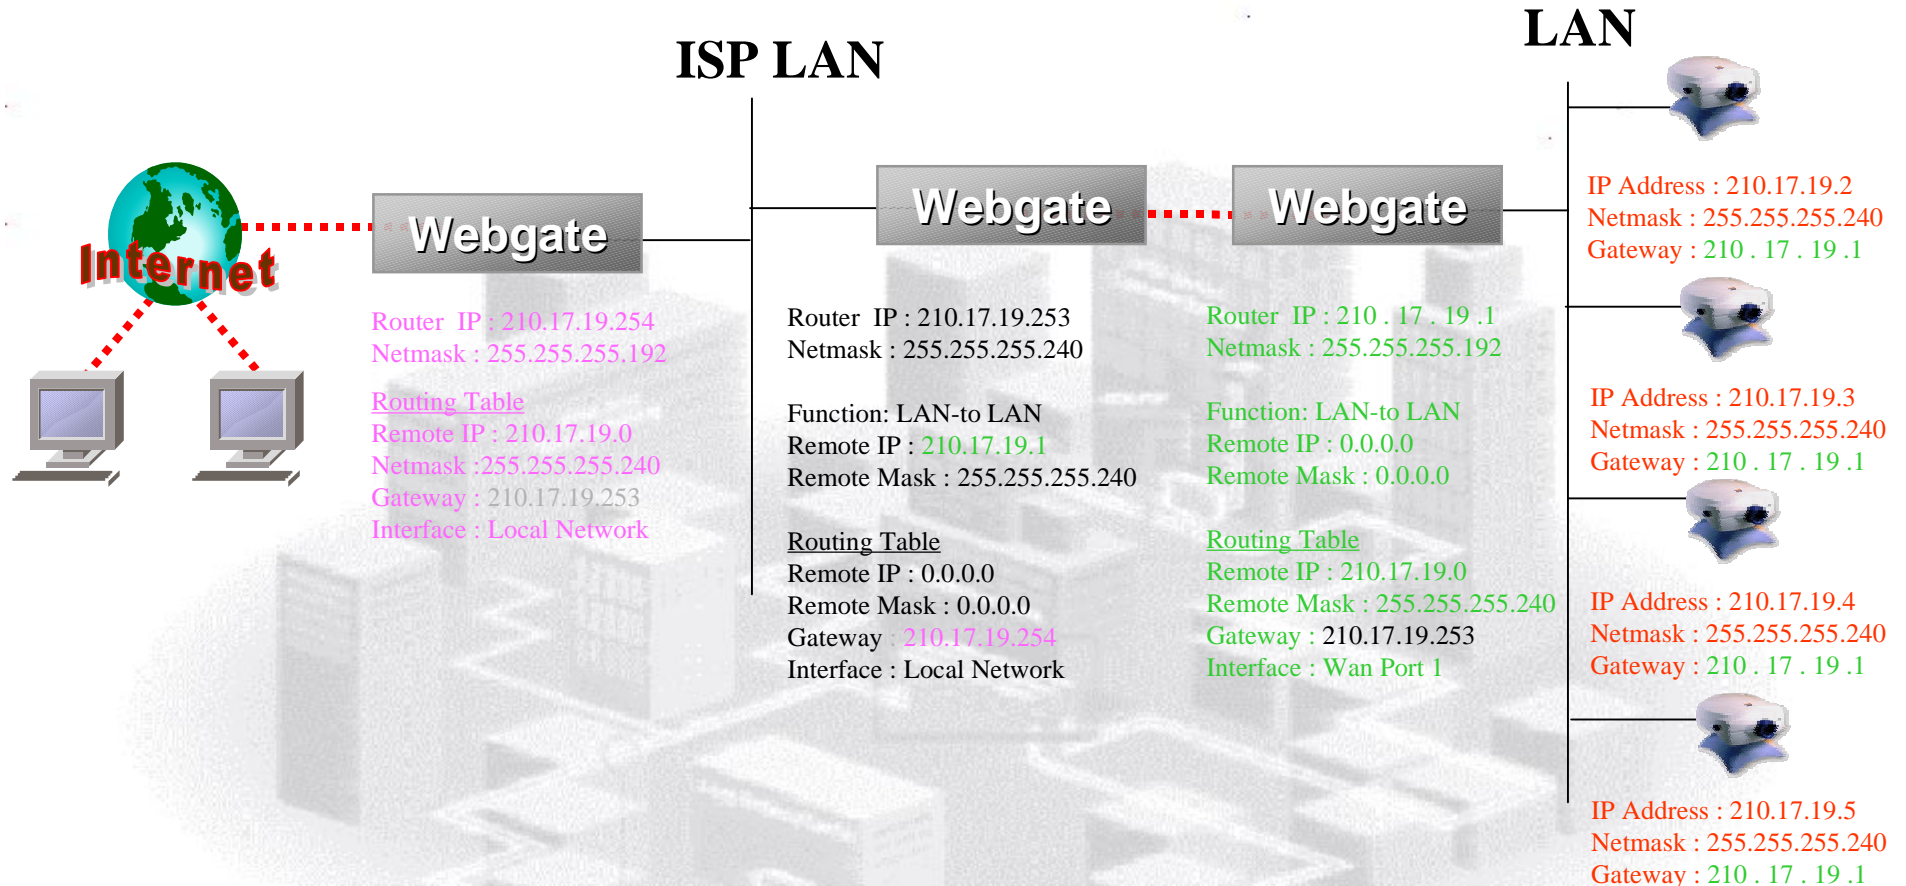 ISP LAN
LAN
Internet
Webgate
Router IP : 210.17.19.254
Netmask : 255.255.255.192
Routing Table
Remote IP : 210.17.19.0
Netmask :255.255.255.240
Gateway : 210.17.19.253
Interface : Local Network
Webgate
Router IP : 210.17.19.253
Netmask : 255.255.255.240
Function: LAN-to LAN
Remote IP : 210.17.19.1
Remote Mask : 255.255.255.240
Routing Table
Remote IP : 0.0.0.0
Remote Mask : 0.0.0.0
Gateway : 210.17.19.254
Interface : Local Network
Webgate
Router IP : 210 . 17 . 19 .1
Netmask : 255.255.255.192
Function: LAN-to LAN
Remote IP : 0.0.0.0
Remote Mask : 0.0.0.0
Routing Table
Remote IP : 210.17.19.0
Remote Mask : 255.255.255.240
Gateway : 210.17.19.253
Interface : Wan Port 1
IP Address : 210.17.19.2
Netmask : 255.255.255.240
Gateway : 210 . 17 . 19 .1
IP Address : 210.17.19.3
Netmask : 255.255.255.240
Gateway : 210 . 17 . 19 .1
IP Address : 210.17.19.4
Netmask : 255.255.255.240
Gateway : 210 . 17 . 19 .1
IP Address : 210.17.19.5
Netmask : 255.255.255.240
Gateway : 210 . 17 . 19 .1